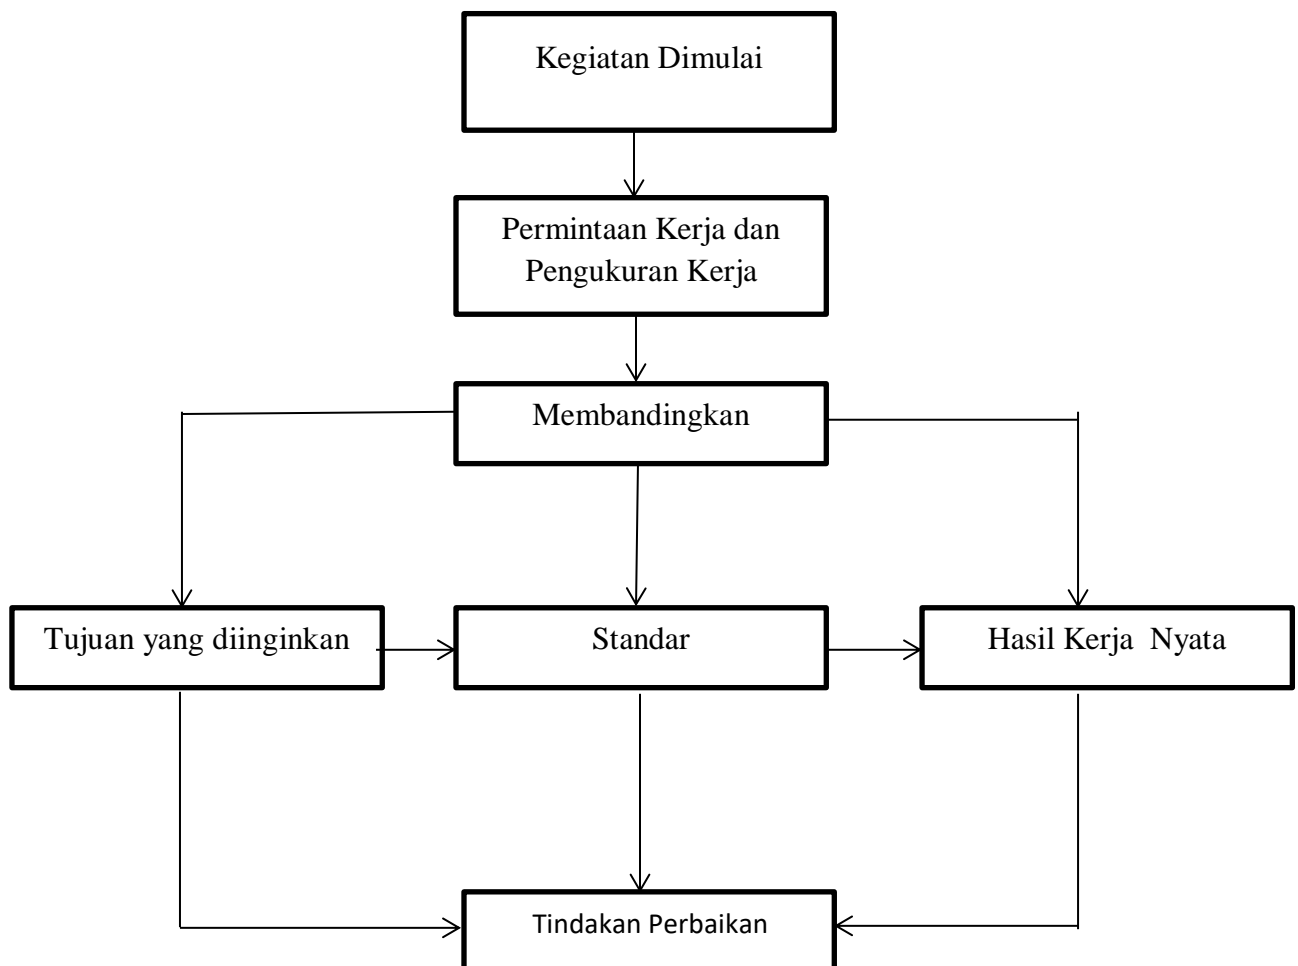 Kegiatan Dimulai
Permintaan Kerja dan
Pengukuran Kerja
Membandingkan
Tujuan yang diinginkan
Standar
Hasil Kerja  Nyata
Tindakan Perbaikan